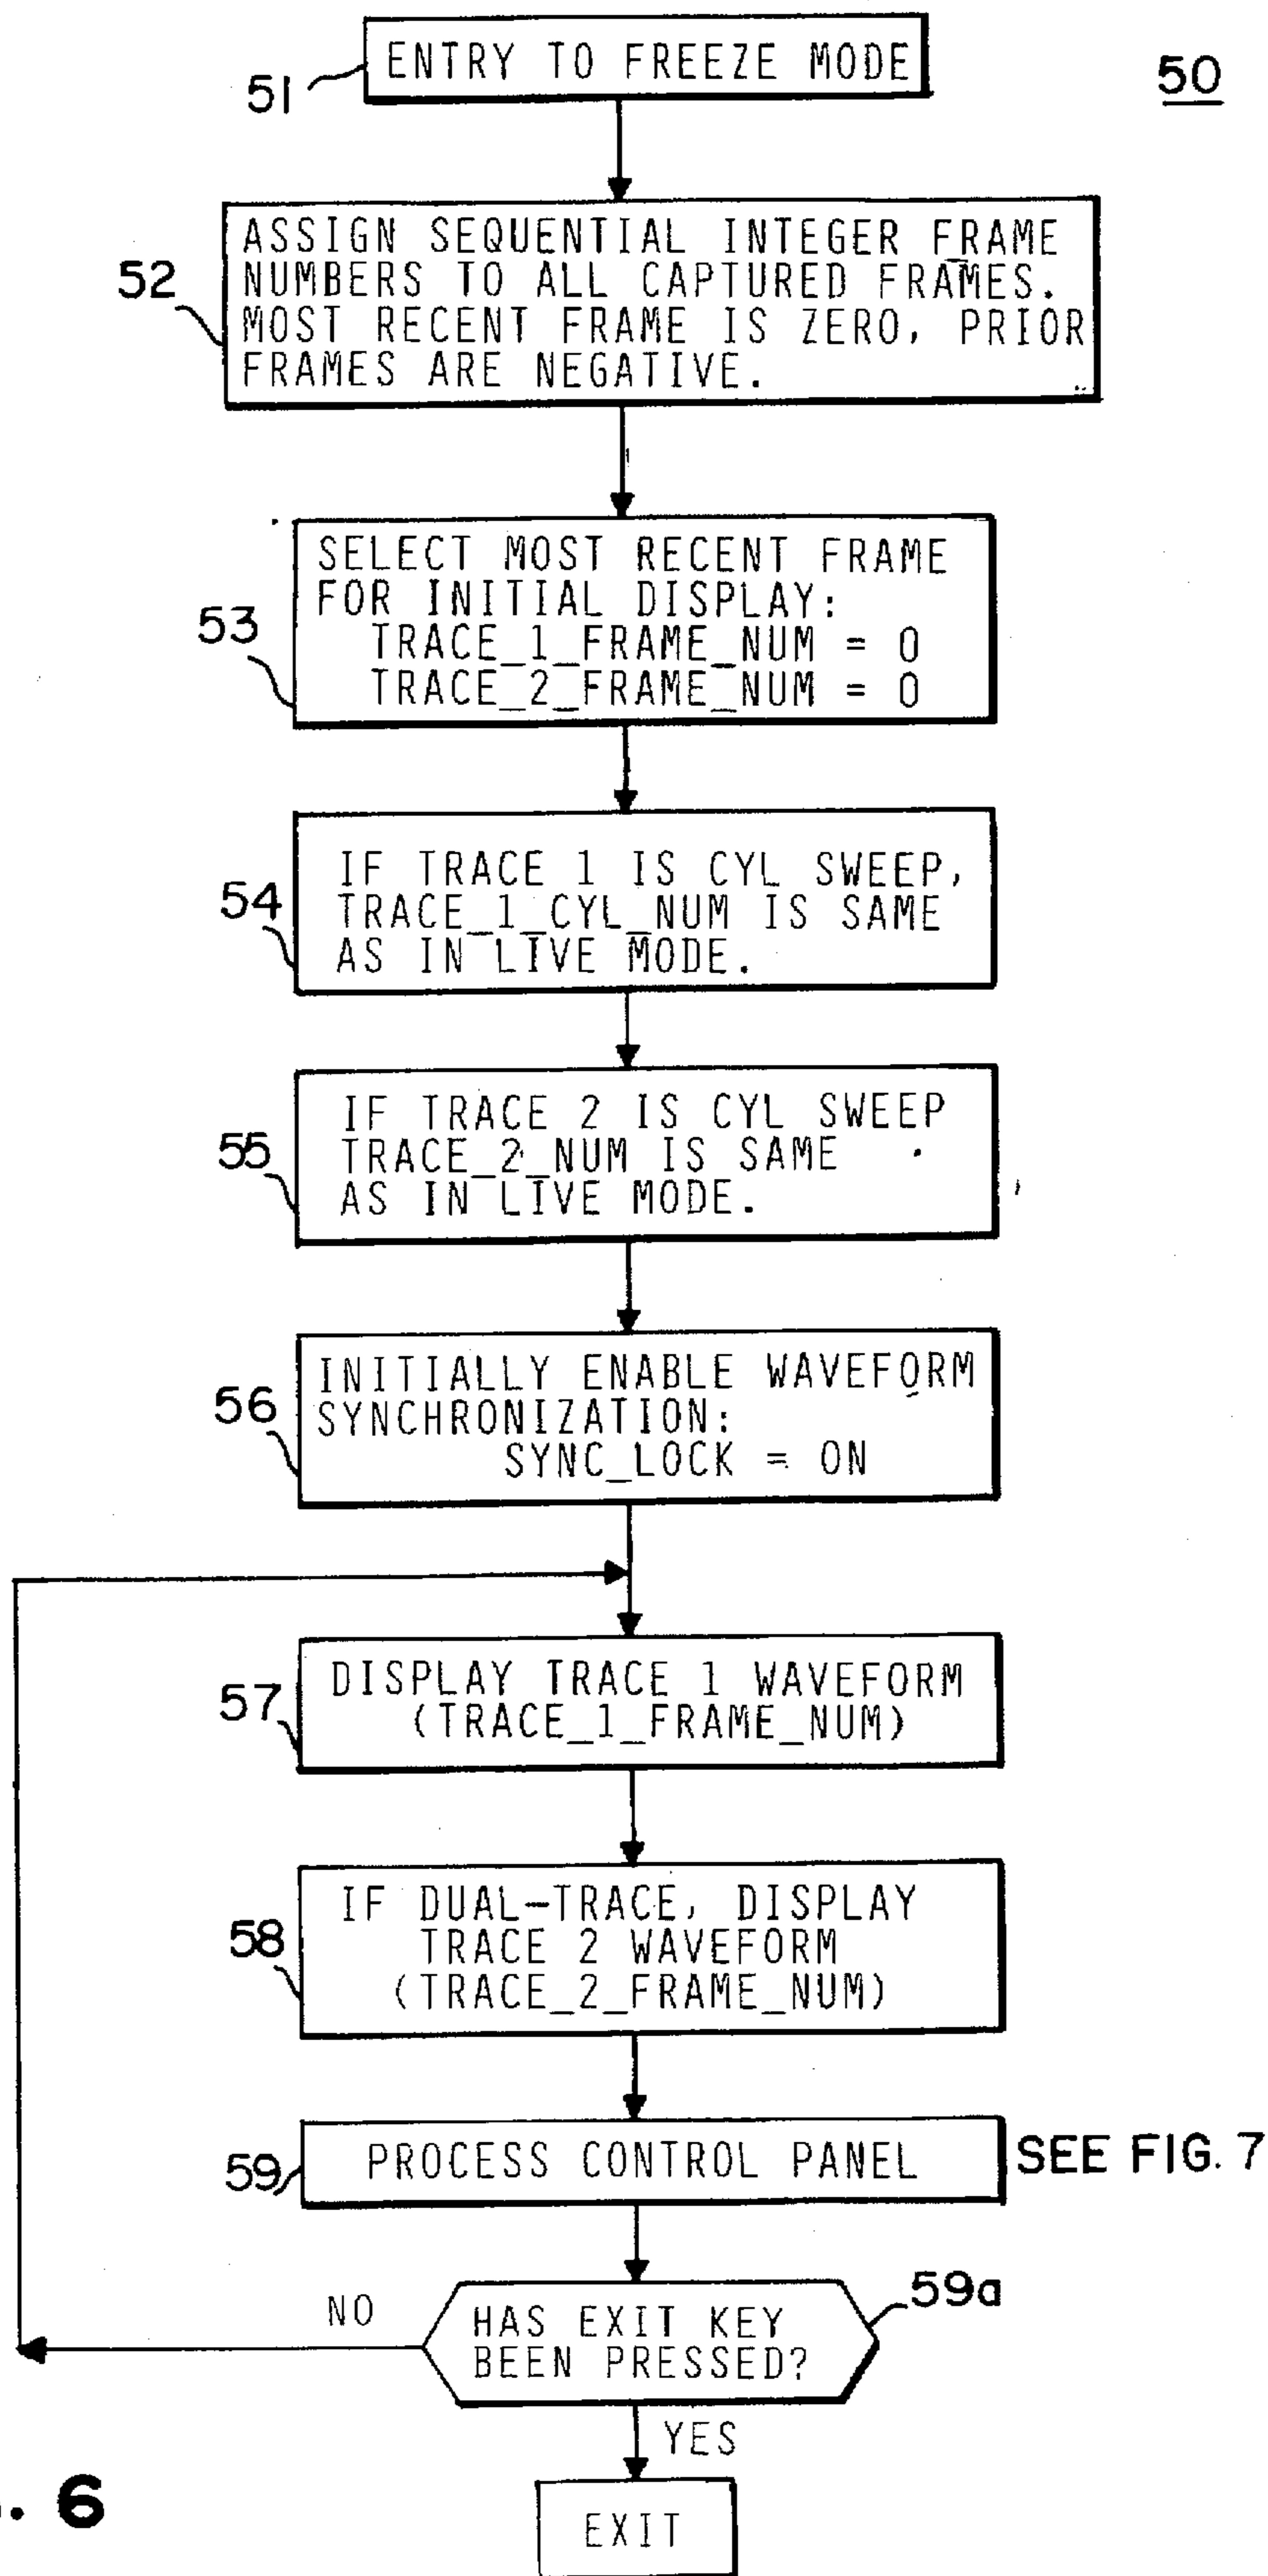 50
51
ENTRY TO FREEZE MODE
52
ASSIGN SEQUENTIAL INTEGER FRAME
NUMBERS TO ALL CAPTURED FRAMES.
MOST RECENT FRAME IS ZERO, PRIOR
FRAMES ARE NEGATIVE.
53
SELECT MOST RECENT FRAME
FOR INITIAL DISPLAY:
TRACE_1_FRAME_NUM = 0
TRACE_2_FRAME_NUM = 0
54
IF TRACE 1 IS CYL SWEEP,
TRACE_1_CYL_NUM IS SAME
AS IN LIVE MODE.
55
IF TRACE 2 IS CYL SWEEP
TRACE_2_NUM IS SAME
AS IN LIVE MODE.
56
INITIALLY ENABLE WAVEFORM
SYNCHRONIZATION:
SYNC_LOCK = ON
57
DISPLAY TRACE 1 WAVEFORM
(TRACE_1_FRAME_NUM)
58
IF DUAL-TRACE, DISPLAY
TRACE 2 WAVEFORM
(TRACE_2_FRAME_NUM)
59
PROCESS CONTROL PANEL
SEE FIG. 7
59a
NO
HAS EXIT KEY
BEEN PRESSED?
YES
EXIT
. 6